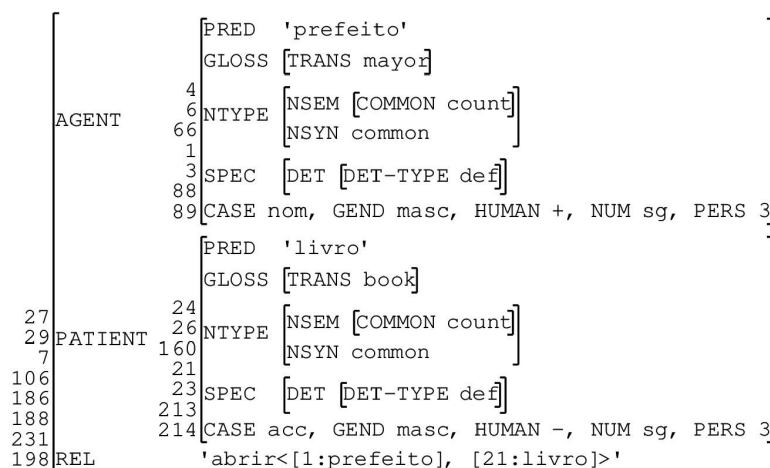 PRED 'prefeito'
GLOSS [TRANS mayor]
4
6 NTYPE [NSEM [COMMON count]
AGENT
66 NSYN common]
1
3 SPEC [DET [DET-TYPE def]]
88
89 CASE nom, GEND masc, HUMAN +, NUM sg, PERS 3
PRED 'livro'
GLOSS [TRANS book]
24
27 26 NTYPE [NSEM [COMMON count]
29 PATIENT 160 NSYN common]
7 21
106 23 SPEC [DET [DET-TYPE def]]
186 213
188 214 CASE acc, GEND masc, HUMAN -, NUM sg, PERS 3
231
198 REL 'abrir<[1:prefeito], [21:livro]>'